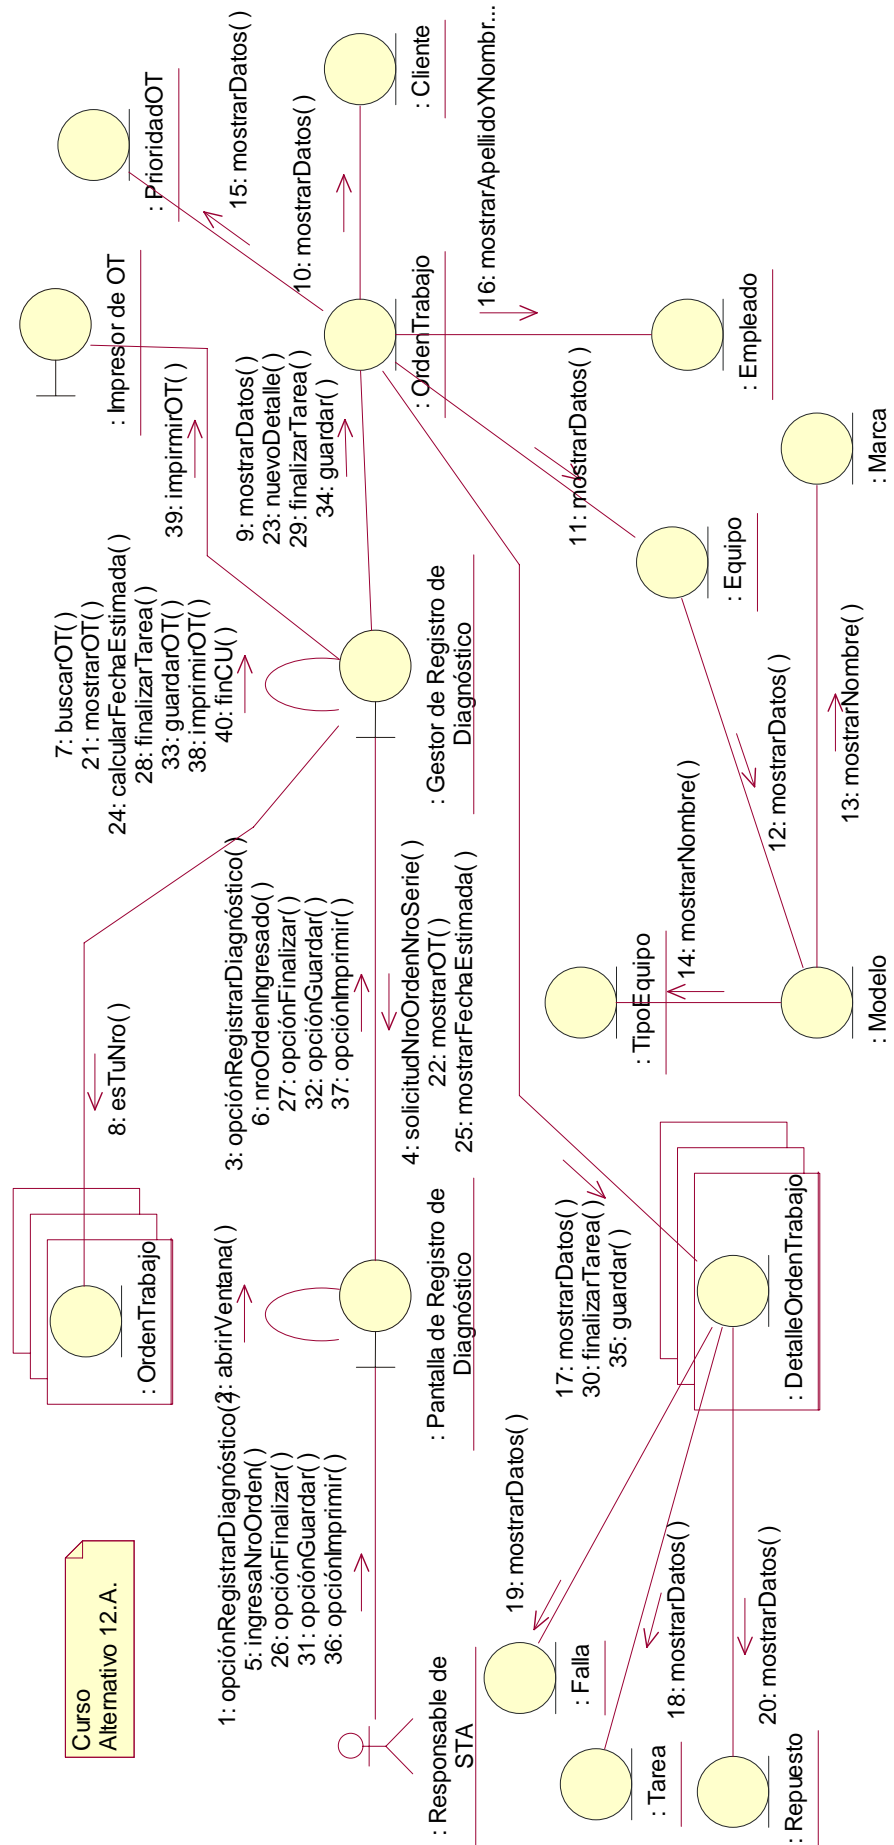 Curso
Alternativo 12.A.
: Responsable de
STA
1: opciónRegistrarDiagnóstico( )
5: ingresaNroOrden( )
26: opciónFinalizar( )
31: opciónGuardar( )
36: opciónImprimir( )
2: abrirVentana( )
: Pantalla de Registro de
Diagnóstico
3: opciónRegistrarDiagnóstico( )
6: nroOrdenIngresado( )
27: opciónFinalizar( )
32: opciónGuardar( )
37: opciónImprimir( )
4: solicitudNroOrdenNroSerie( )
22: mostrarOT( )
25: mostrarFechaEstimada( )
: OrdenTrabajo
8: esTuNro( )
7: buscarOT( )
21: mostrarOT( )
24: calcularFechaEstimada( )
28: finalizarTarea( )
33: guardarOT( )
38: imprimirOT( )
40: finCU( )
: Gestor de Registro de
Diagnóstico
39: impirmirOT( )
: Impresor de OT
9: mostrarDatos( )
23: nuevoDetalle( )
29: finalizarTarea( )
34: guardar( )
: OrdenTrabajo
15: mostrarDatos( )
: PrioridadOT
10: mostrarDatos( )
: Cliente
16: mostrarApellidoYNombr...
: Empleado
11: mostrarDatos( )
: Equipo
12: mostrarDatos( )
: Modelo
13: mostrarNombre( )
: Marca
14: mostrarNombre( )
: TipoEquipo
17: mostrarDatos( )
30: finalizarTarea( )
35: guardar( )
: DetalleOrdenTrabajo
19: mostrarDatos( )
: Falla
18: mostrarDatos( )
: Tarea
20: mostrarDatos( )
: Repuesto